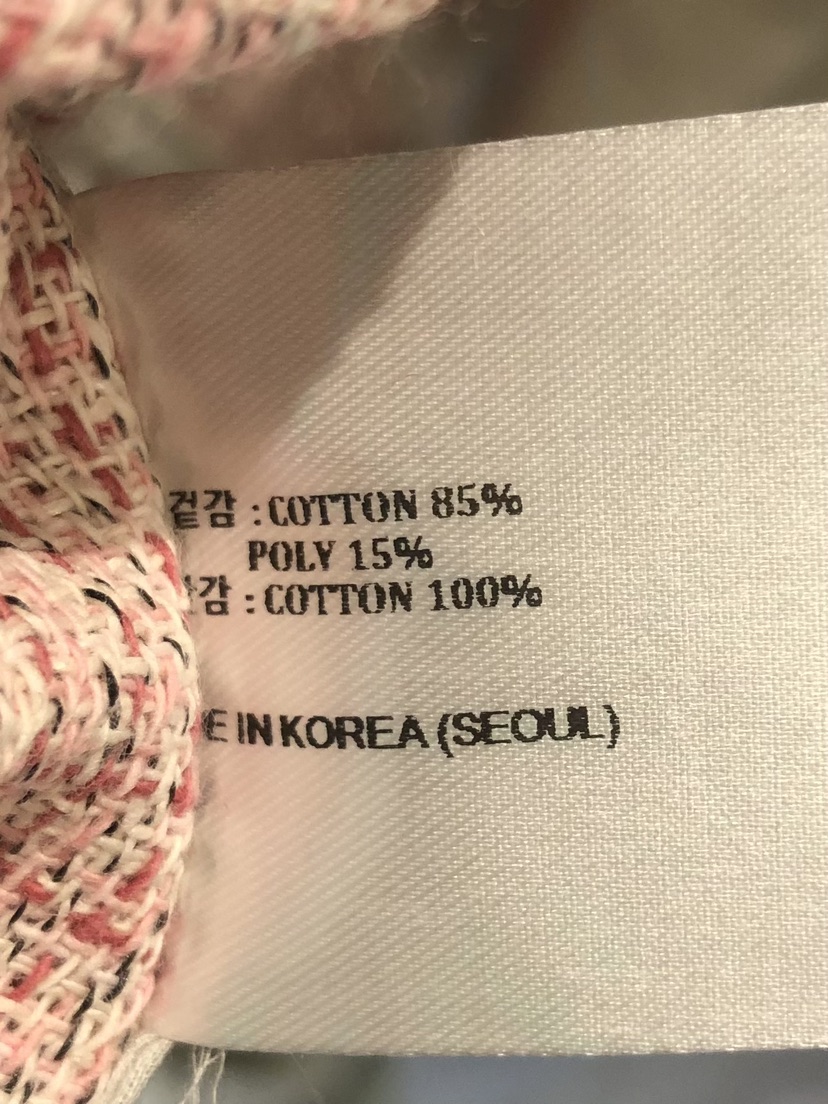 겉감 : COTTON 85%
POLY 15%
: COTTON 100%
IN KOREA (SEOUL)